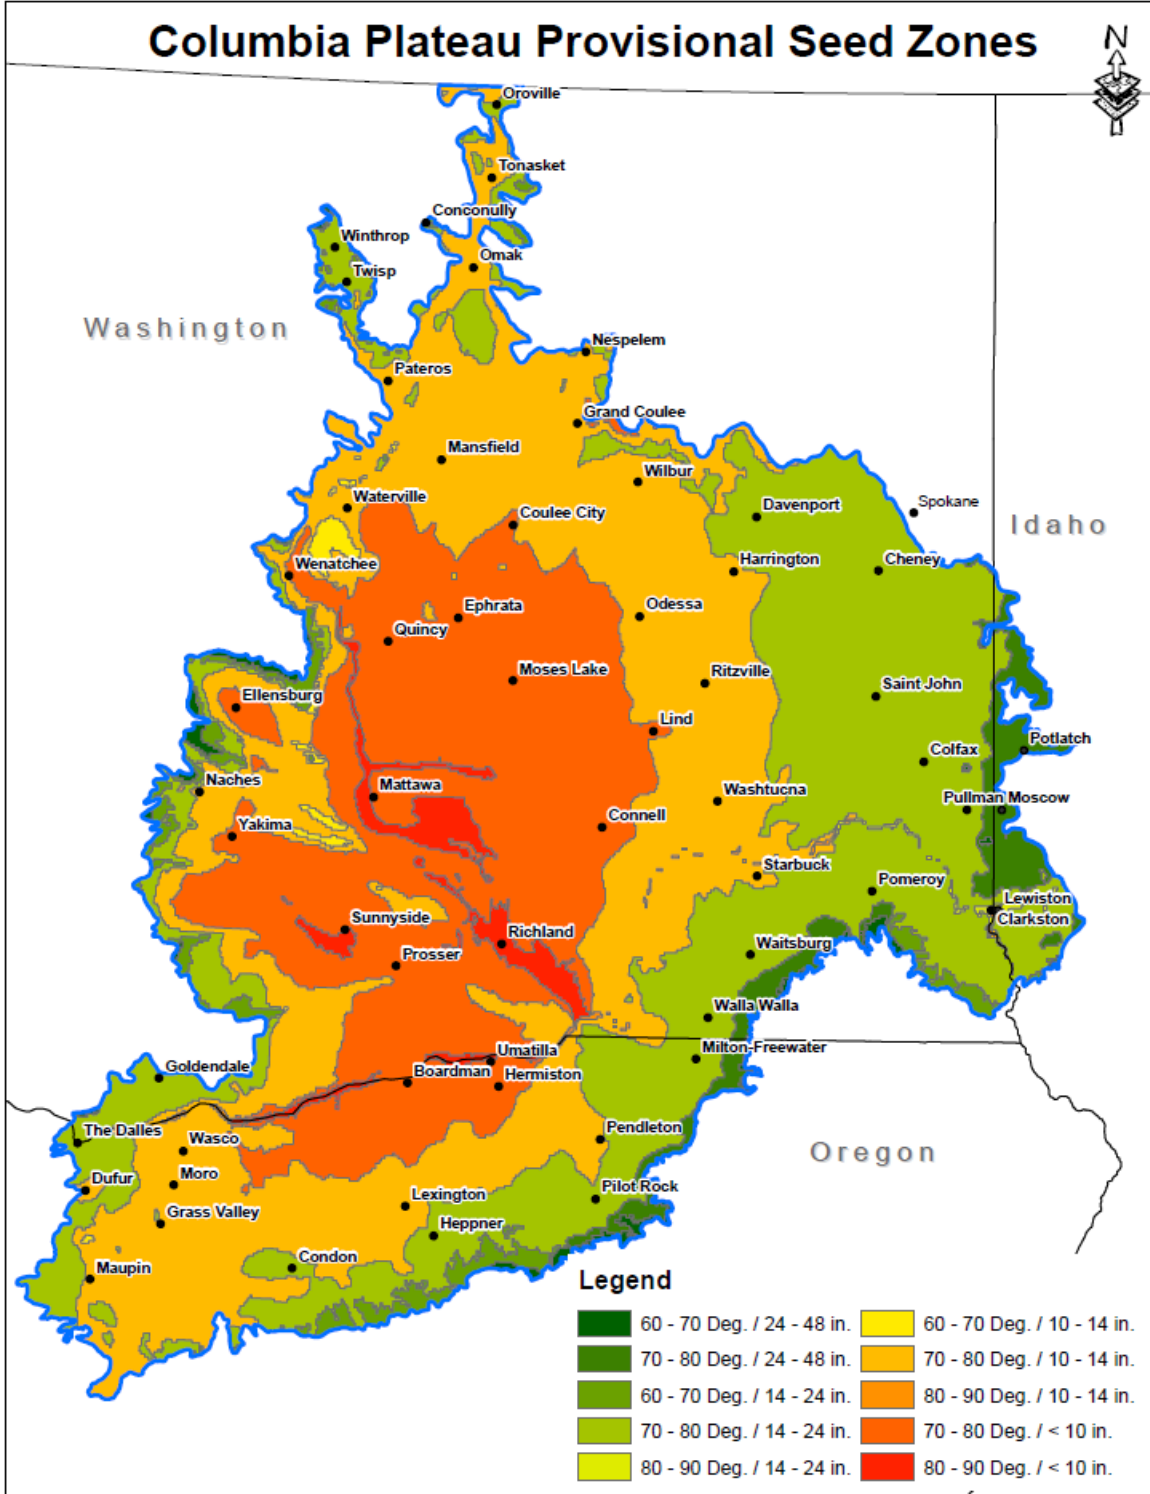 Columbia Plateau Provisional Seed Zones
N
Oroville
Tonasket
Conconully
Winthrop
Omak
Twisp
Washington
Nespelem
Pateros
Grand Coulee
Mansfield
Wilbur
Waterville
Davenport
Spokane
Coulee City
Idaho
Wenatchee
Harrington
Cheney
Ephrata
Odessa
Quincy
Moses Lake
Ritzville
Saint John
Ellensburg
Lind
Potlatch
Colfax
Naches
Mattawa
Washtucna
Pullman
Moscow
Connell
Yakima
Starbuck
Pomeroy
Lewiston
Clarkston
Sunnyside
Richland
Waitsburg
Prosser
Walla Walla
Milton-Freewater
Umatilla
Goldendale
Boardman
Hermiston
The Dalles
Wasco
Pendleton
Oregon
Dufur
Moro
Pilot Rock
Lexington
Grass Valley
Heppner
Condon
Maupin
Legend
60 - 70 Deg. / 24 - 48 in.
70 - 80 Deg. / 24 - 48 in.
60 - 70 Deg. / 14 - 24 in.
70 - 80 Deg. / 14 - 24 in.
80 - 90 Deg. / 14 - 24 in.
60 - 70 Deg. / 10 - 14 in.
70 - 80 Deg. / 10 - 14 in.
80 - 90 Deg. / 10 - 14 in.
70 - 80 Deg. / < 10 in.
80 - 90 Deg. / < 10 in.